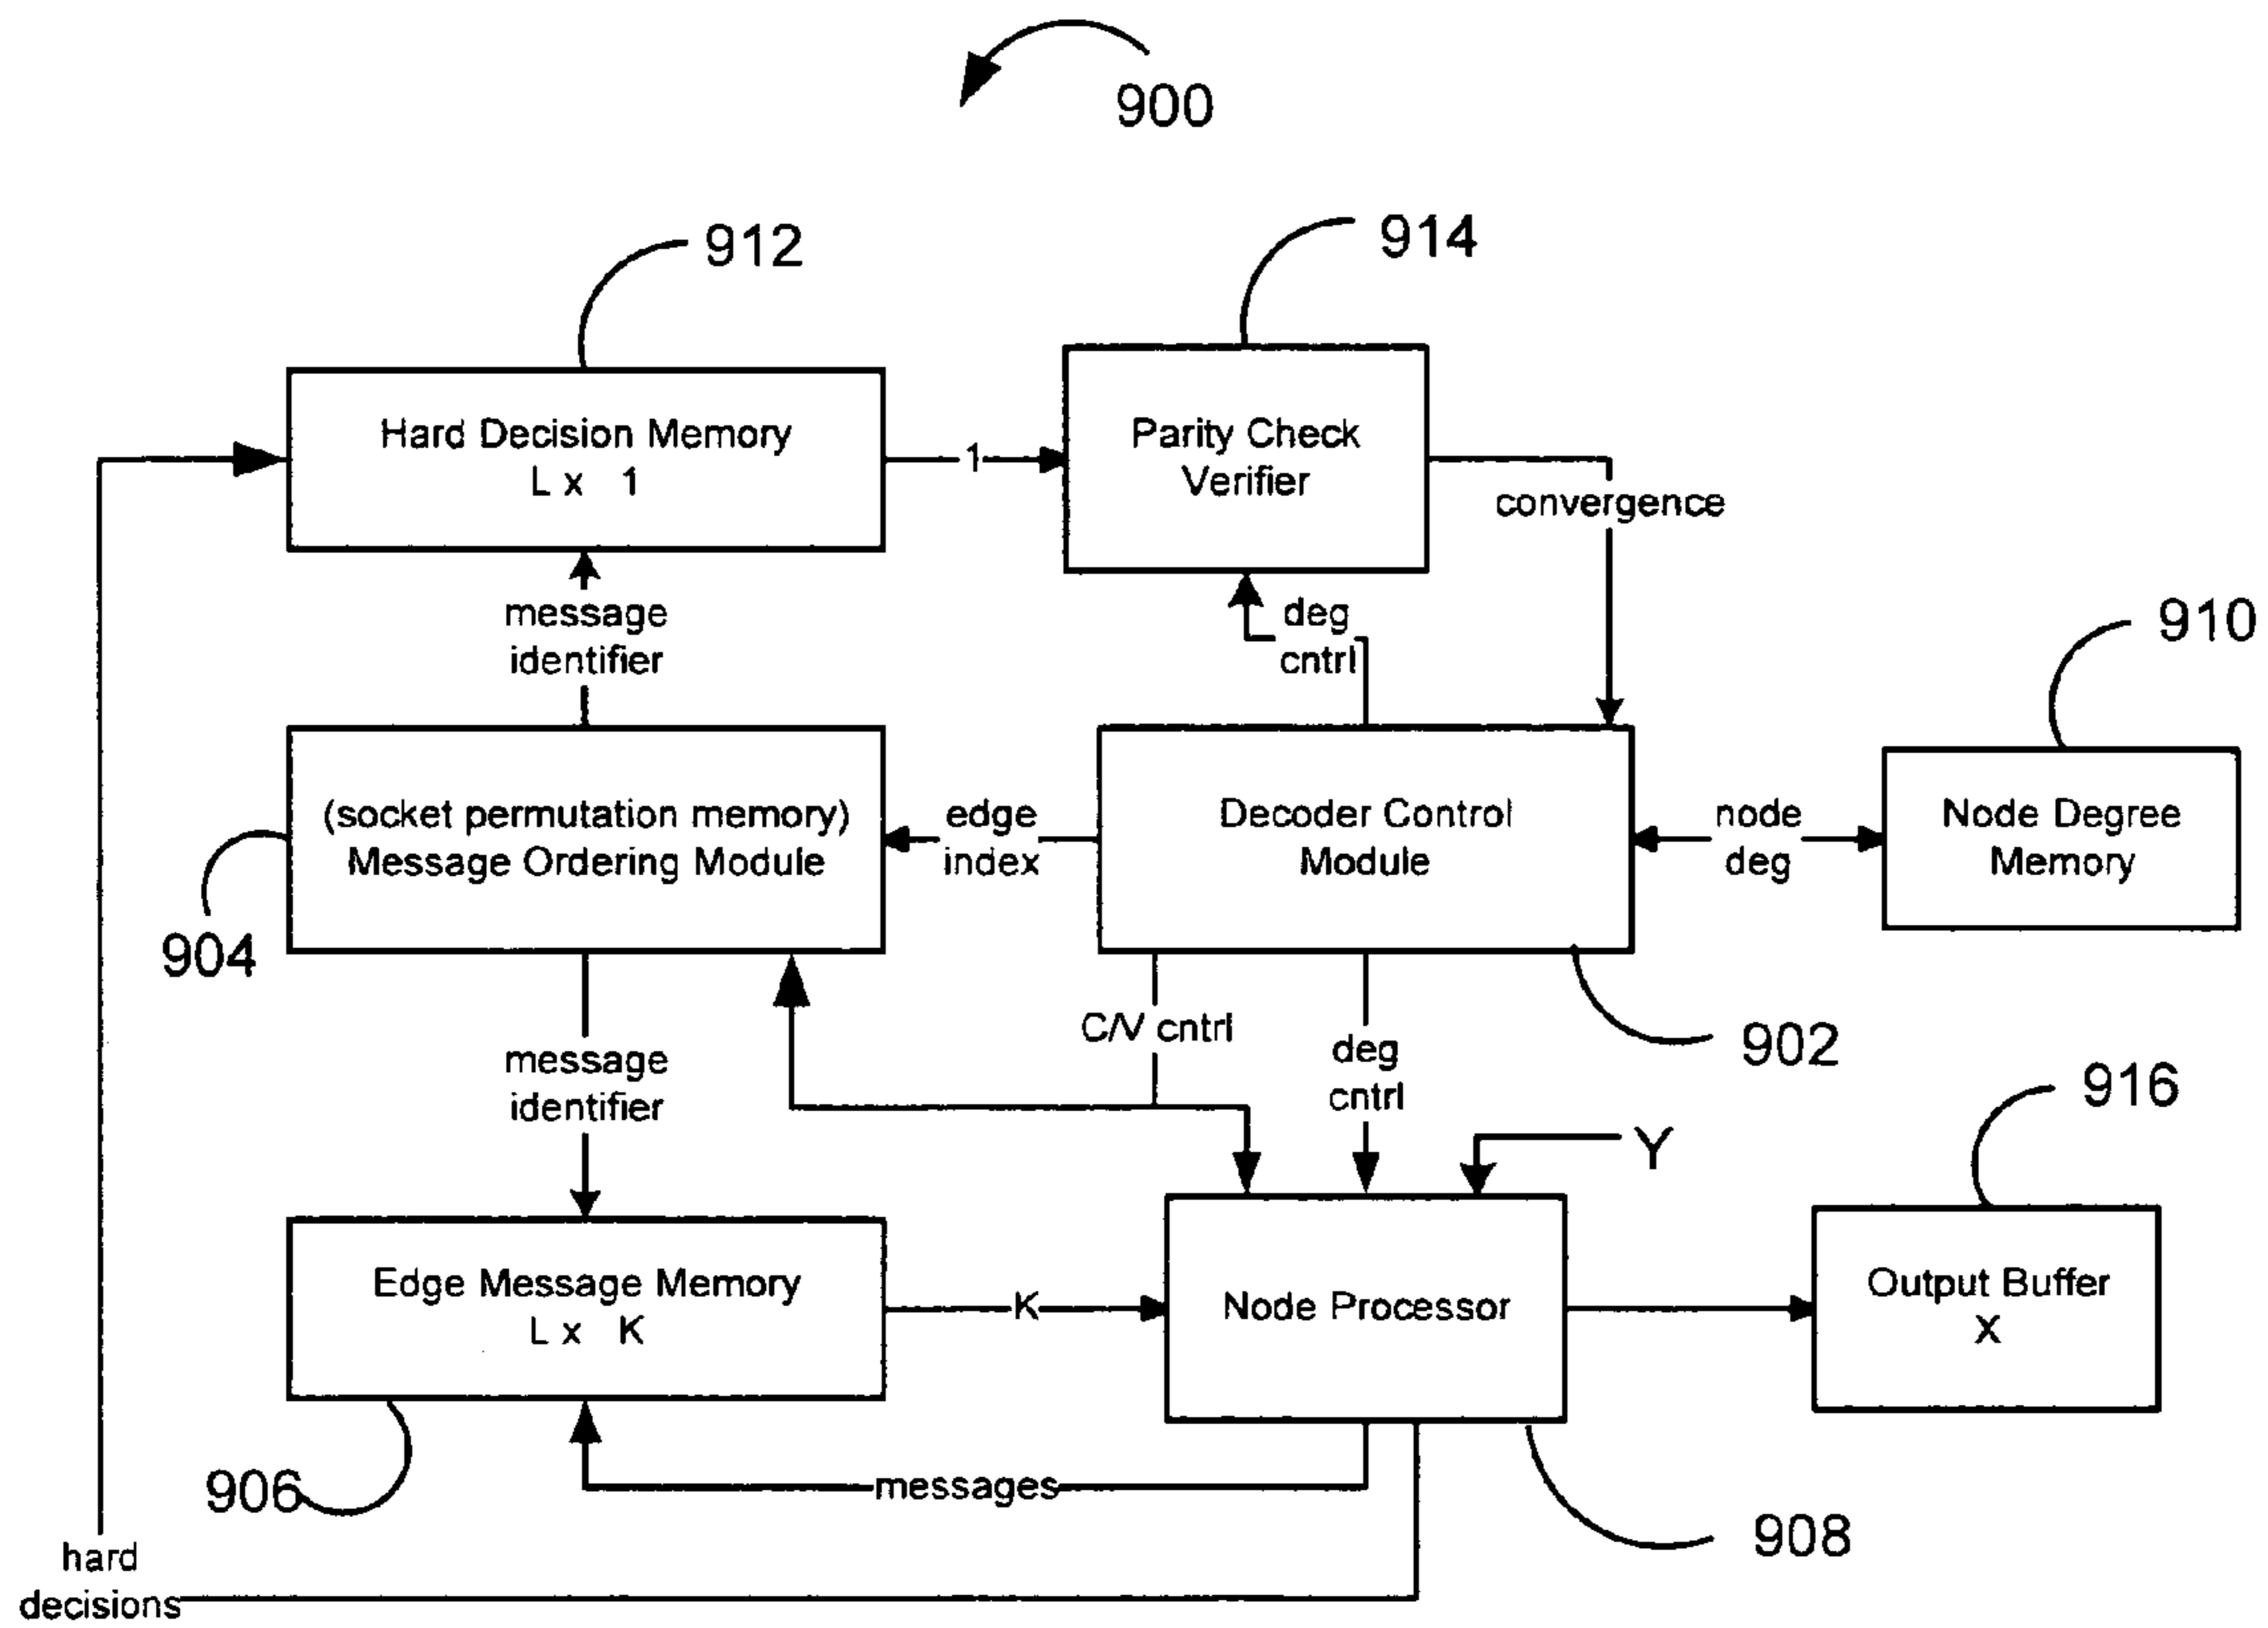 900
912
914
Hard Decision Memory
L x 1
1
Parity Check
Verifier
convergence
message
identifier
deg
cntrl
910
(socket permutation memory)
Message Ordering Module
edge
index
Decoder Control
Module
node
deg
Node Degree
Memory
904
902
C/V cntrl
deg
cntrl
message
identifier
916
Y
Edge Message Memory
L x K
K
Node Processor
Output Buffer
X
906
messages
908
hard
decisions